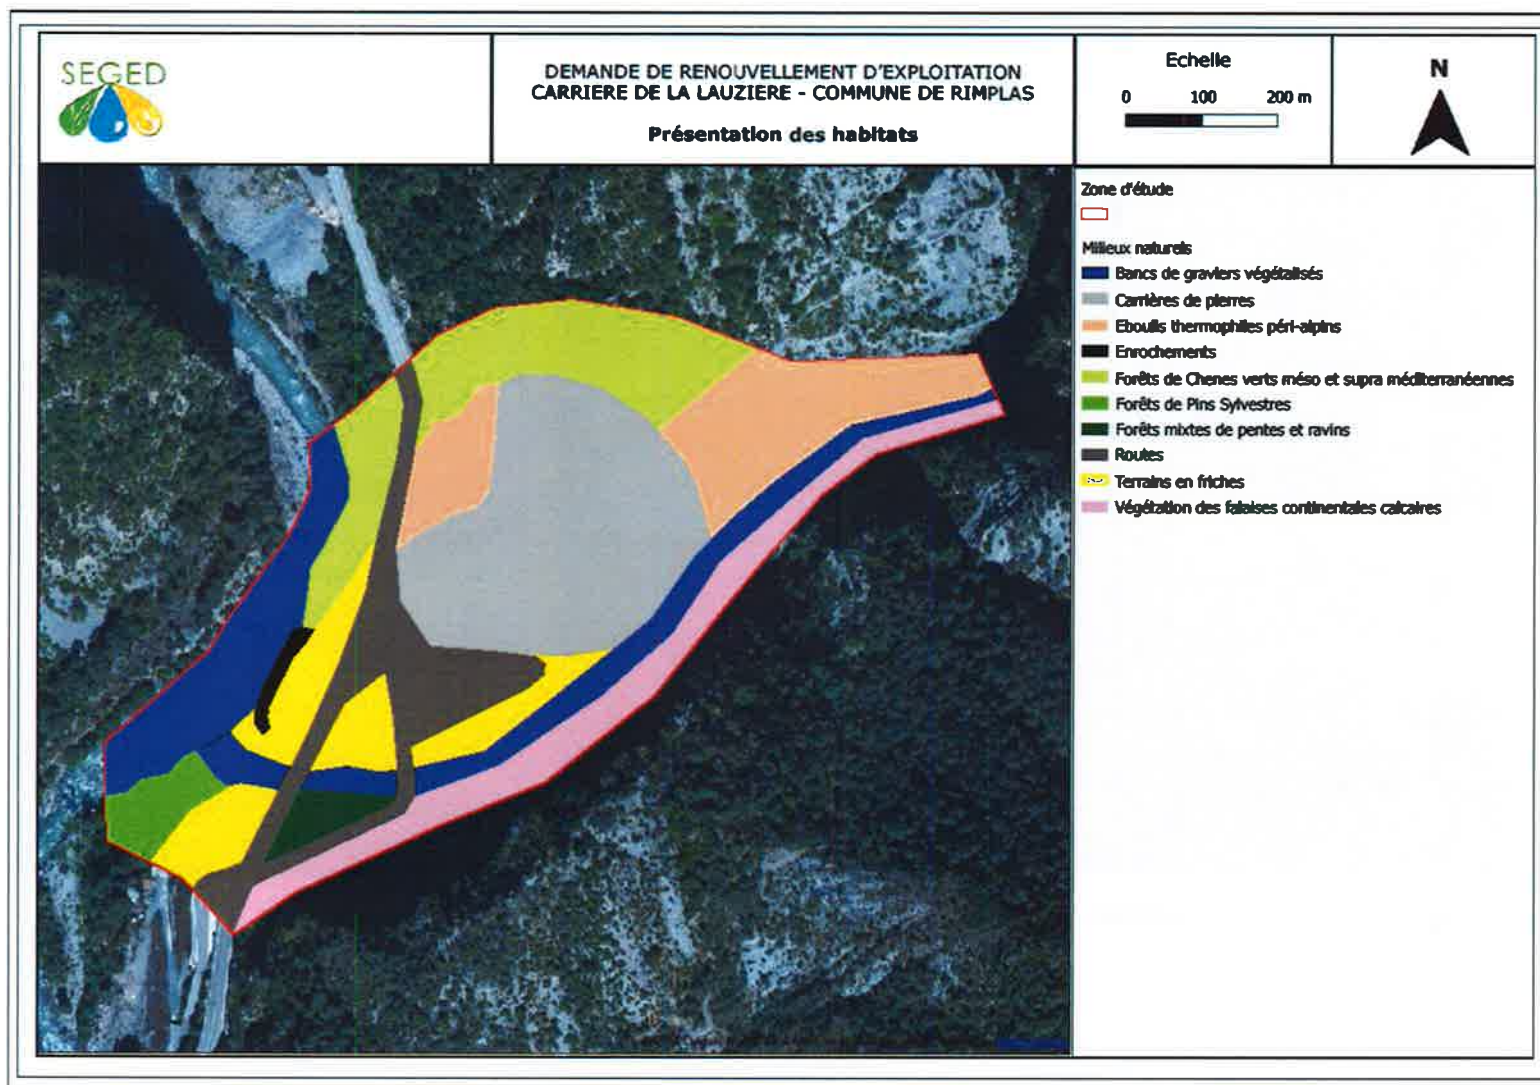 SEGED
DEMANDE DE RENOUVELLEMENT D'EXPLOITATION
CARRIERE DE LA LAUZIERE - COMMUNE DE RIMPLAS
Présentation des habitats
Echelle
0 100 200 m
N
Zone d'étude
Milieux naturels
Bancs de graviers végétalisés
Carrières de pierres
Eboulis thermophiles péri-alpins
Enrochements
Forêts de Chenes verts méso et supra méditerranéennes
Forêts de Pins Sylvestres
Forêts mixtes de pentes et ravins
Routes
Terrains en friches
Végétation des falaises continentales calcaires